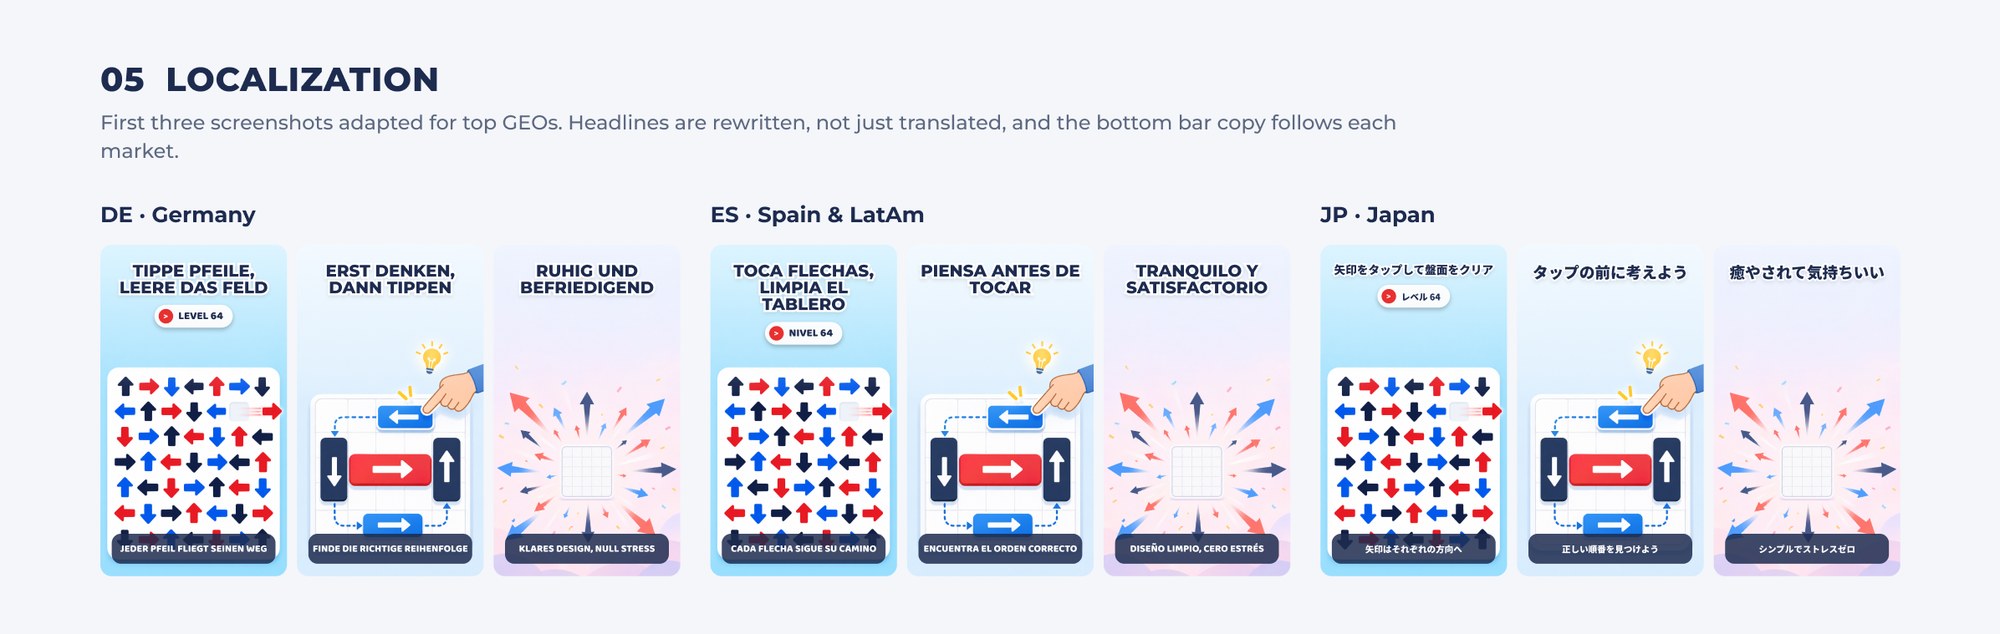 05 LOCALIZATION
First three screenshots adapted for top GEOs. Headlines are rewritten, not just translated, and the bottom bar copy follows each
market.
DE · Germany
TIPPE PFEILE,
LEERE DAS FELD
> LEVEL 64
JEDER PFEIL FLIEGT SEINEN WEG
ERST DENKEN,
DANN TIPPEN
FINDE DIE RICHTIGE REIHENFOLGE
RUHIG UND
BEFRIEDIGEND
KLARES DESIGN, NULL STRESS
ES · Spain & LatAm
TOCA FLECHAS,
LIMPIA EL
TABLERO
> NIVEL 64
CADA FLECHA SIGUE SU CAMINO
PIENSA ANTES DE
TOCAR
ENCUENTRA EL ORDEN CORRECTO
TRANQUILO Y
SATISFACTORIO
DISEÑO LIMPIO, CERO ESTRÉS
JP · Japan
矢印をタップして盤面をクリア
> レベル 64
矢印はそれぞれの方向へ
タップの前に考えよう
正しい順番を見つけよう
癒やされて気持ちいい
シンプルでストレスゼロ